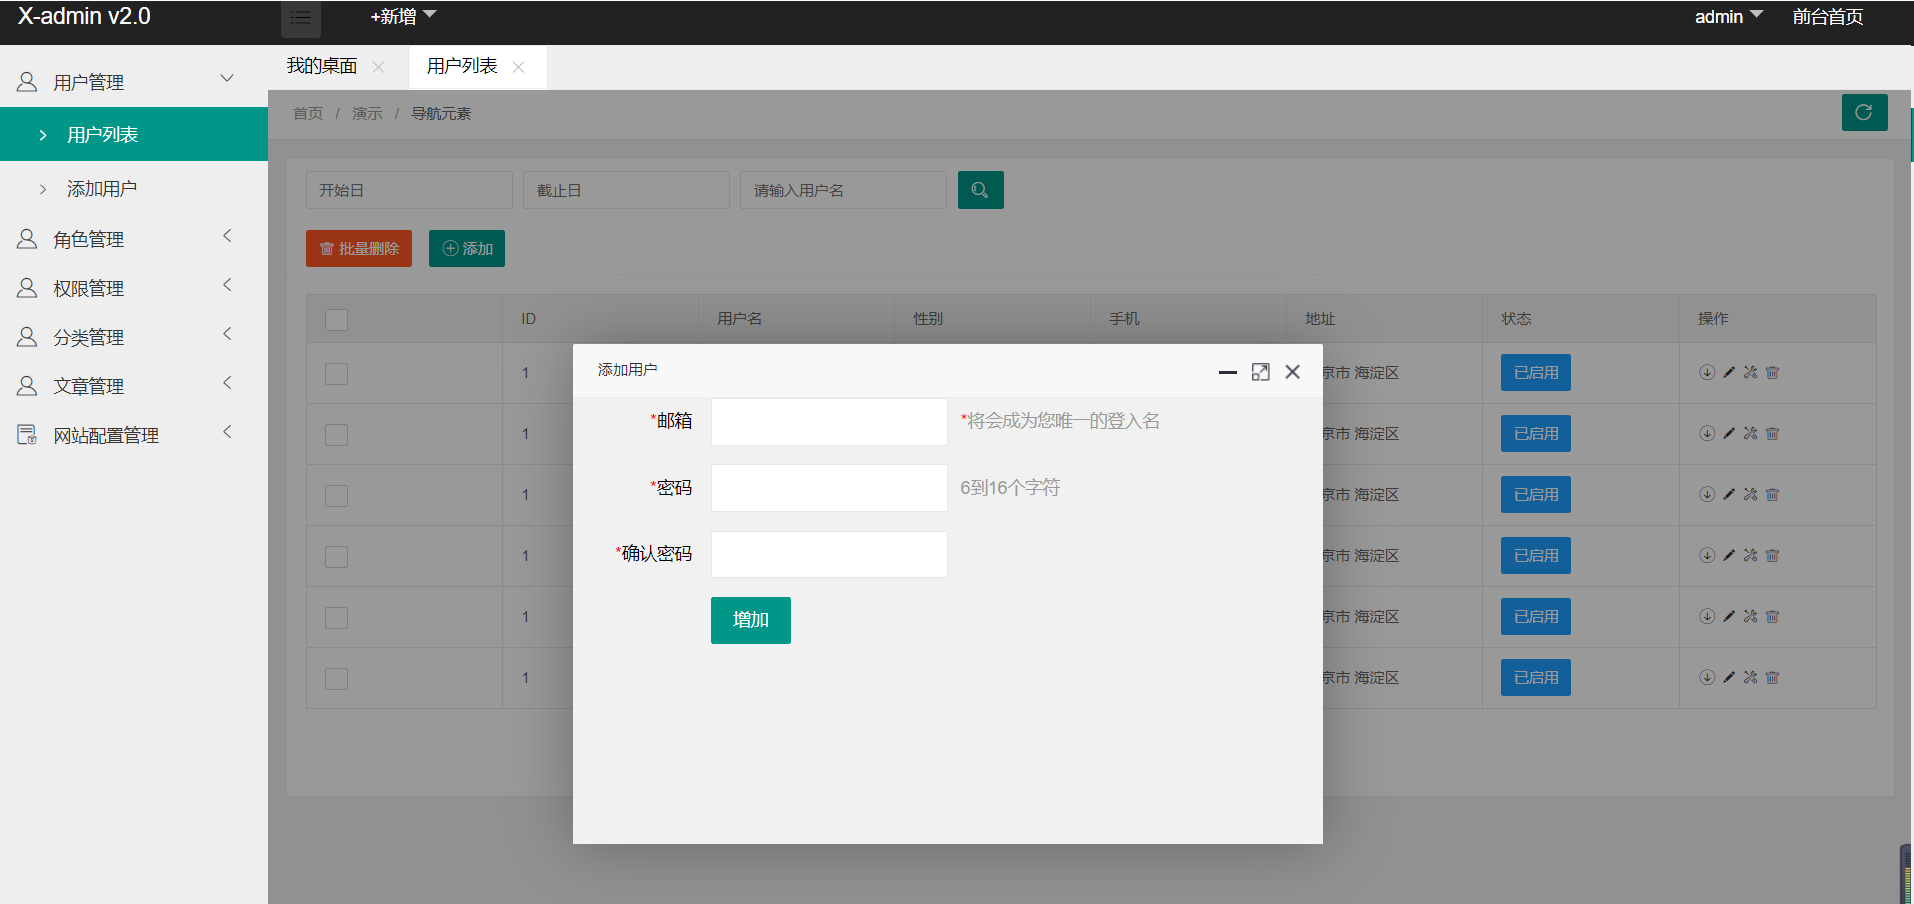 X-admin v2.0
+新增
admin
前台首页
用户管理
用户列表
添加用户
角色管理
权限管理
分类管理
文章管理
网站配置管理
我的桌面
用户列表
首页 / 演示 / 导航元素
开始日
截止日
请输入用户名
批量删除
添加
ID 用户名 性别 手机 地址 状态 操作
1 京市 海淀区 已启用
1 京市 海淀区 已启用
1 京市 海淀区 已启用
1 京市 海淀区 已启用
1 京市 海淀区 已启用
1 京市 海淀区 已启用
添加用户
*邮箱 *将会成为您唯一的登入名
*密码 6到16个字符
*确认密码
增加